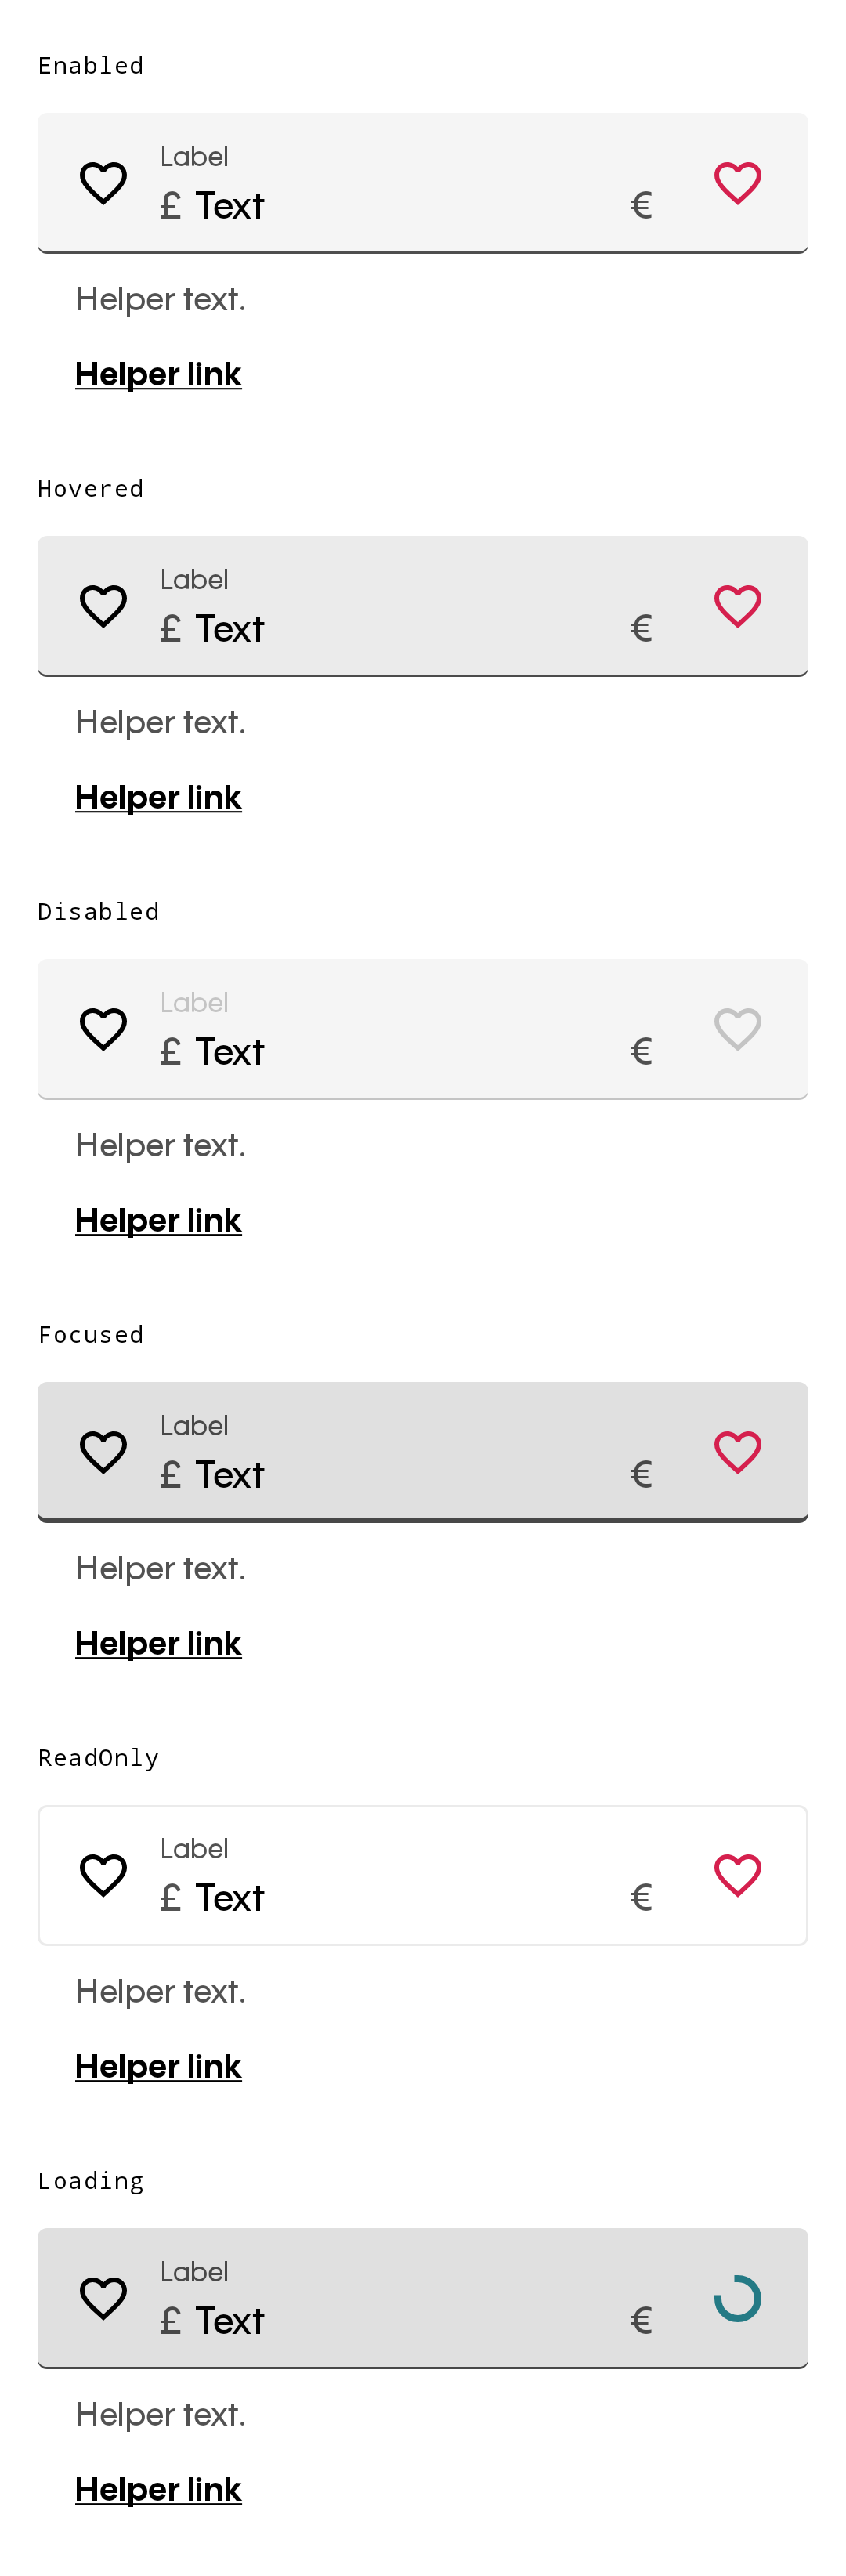 Enabled
Label
£ Text €
Helper text.
Helper link
Hovered
Label
£ Text €
Helper text.
Helper link
Disabled
Label
£ Text €
Helper text.
Helper link
Focused
Label
£ Text €
Helper text.
Helper link
ReadOnly
Label
£ Text €
Helper text.
Helper link
Loading
Label
£ Text €
Helper text.
Helper link